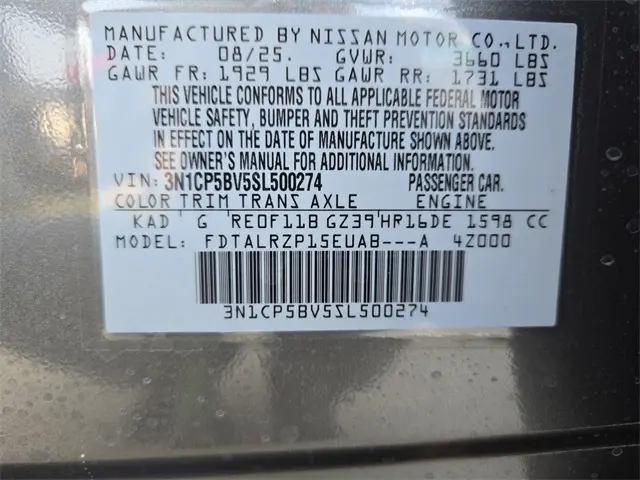 MANUFACTURED BY NISSAN MOTOR CO., LTD.
DATE: 08/25. GVWR: 3660 LBS
GAWR FR: 1929 LBS GAWR RR: 1731 LBS
THIS VEHICLE CONFORMS TO ALL APPLICABLE FEDERAL MOTOR
VEHICLE SAFETY, BUMPER AND THEFT PREVENTION STANDARDS
IN EFFECT ON THE DATE OF MANUFACTURE SHOWN ABOVE.
SEE OWNER'S MANUAL FOR ADDITIONAL INFORMATION.
VIN: 3N1CP5BV5SL500274 PASSENGER CAR.
COLOR TRIM TRANS AXLE ENGINE
KAD G RE0F11B GZ39 HR16DE 1598 CC
MODEL: FDTALRZP15EUAB---A 4Z000
3N1CP5BV5SL500274